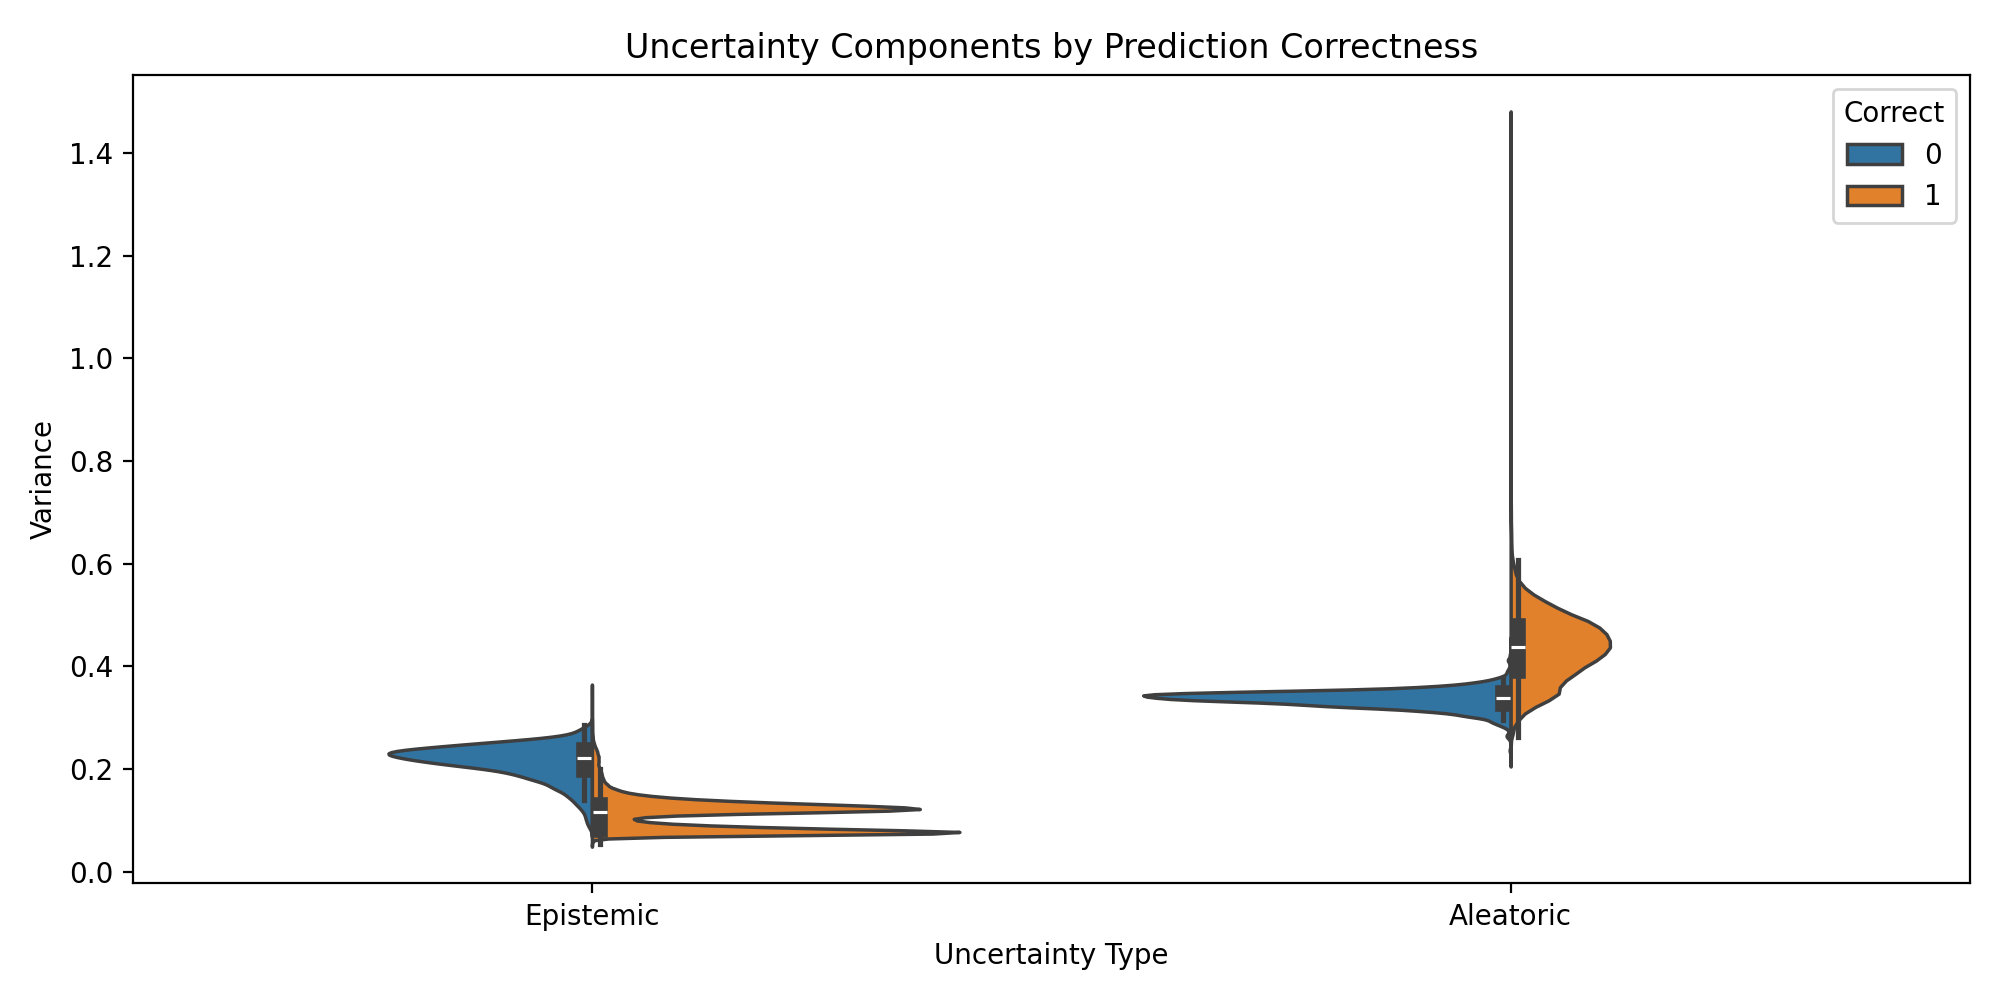 Uncertainty Components by Prediction Correctness
Correct
0
1
1.4
1.2
1.0
0.8
0.6
0.4
0.2
0.0
Variance
Epistemic
Aleatoric
Uncertainty Type